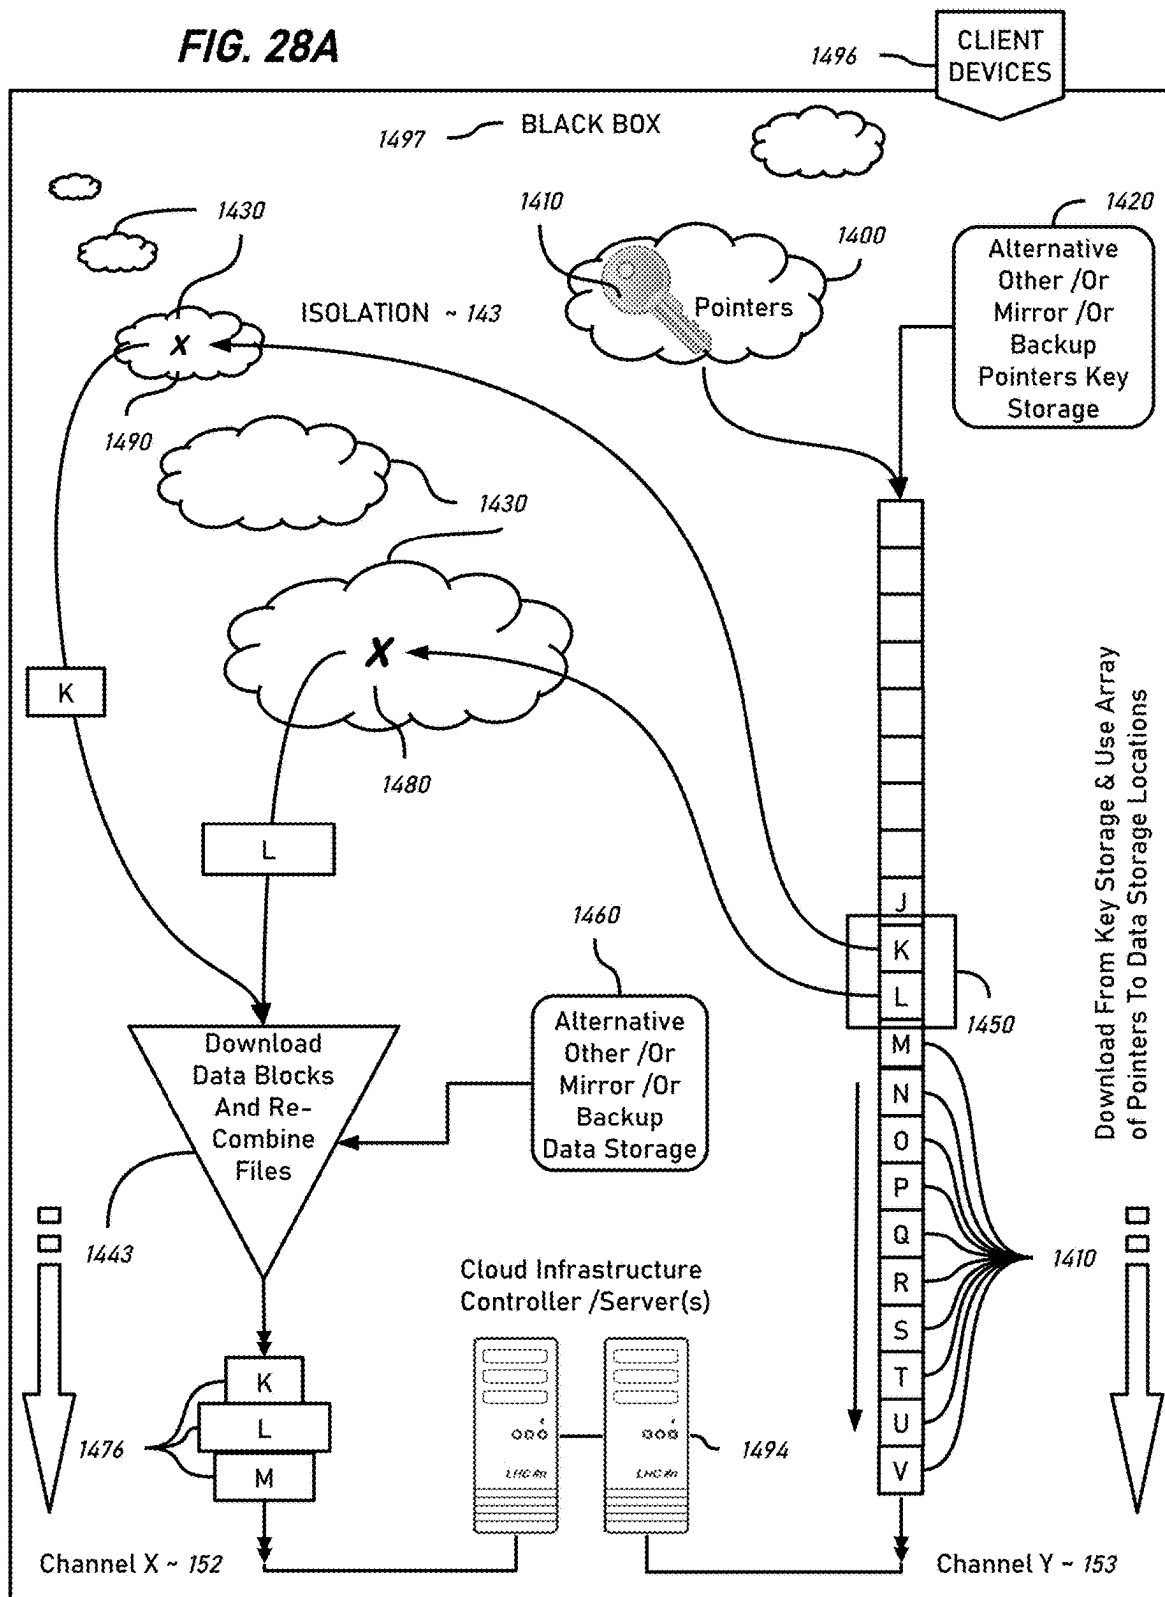 FIG. 28A
1496
CLIENT
DEVICES
1497
BLACK BOX
1430
1410
1400
1420
Pointers
Alternative
Other /Or
Mirror /Or
Backup
Pointers Key
Storage
ISOLATION ~ 143
X
1490
1430
1430
X
1480
K
L
J
K
L
M
N
O
P
Q
R
S
T
U
V
1450
1410
Download From Key Storage & Use Array
of Pointers To Data Storage Locations
1460
Alternative
Other /Or
Mirror /Or
Backup
Data Storage
Download
Data Blocks
And Re-
Combine
Files
1443
Cloud Infrastructure
Controller /Server(s)
K
L
M
1476
1494
Channel X ~ 152
Channel Y ~ 153